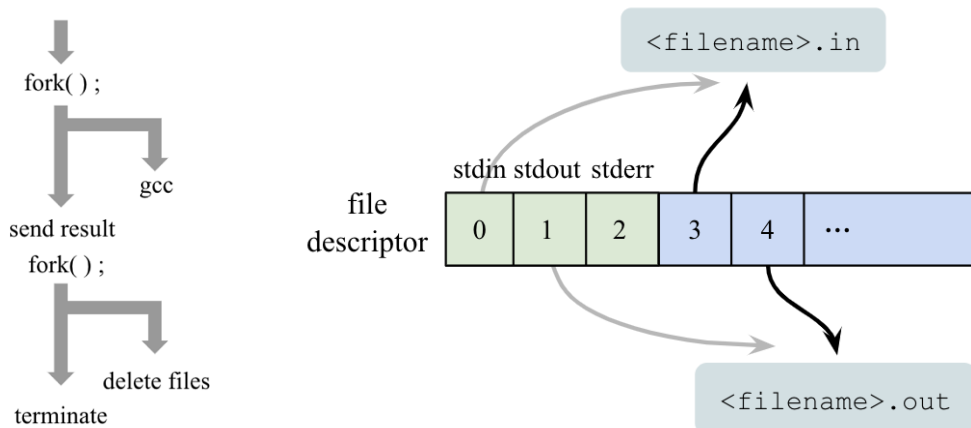 fork( ) ;
gcc
send result
fork( ) ;
delete files
terminate
<filename>.in
stdin stdout stderr
file
descriptor
0 1 2 3 4 ...
<filename>.out